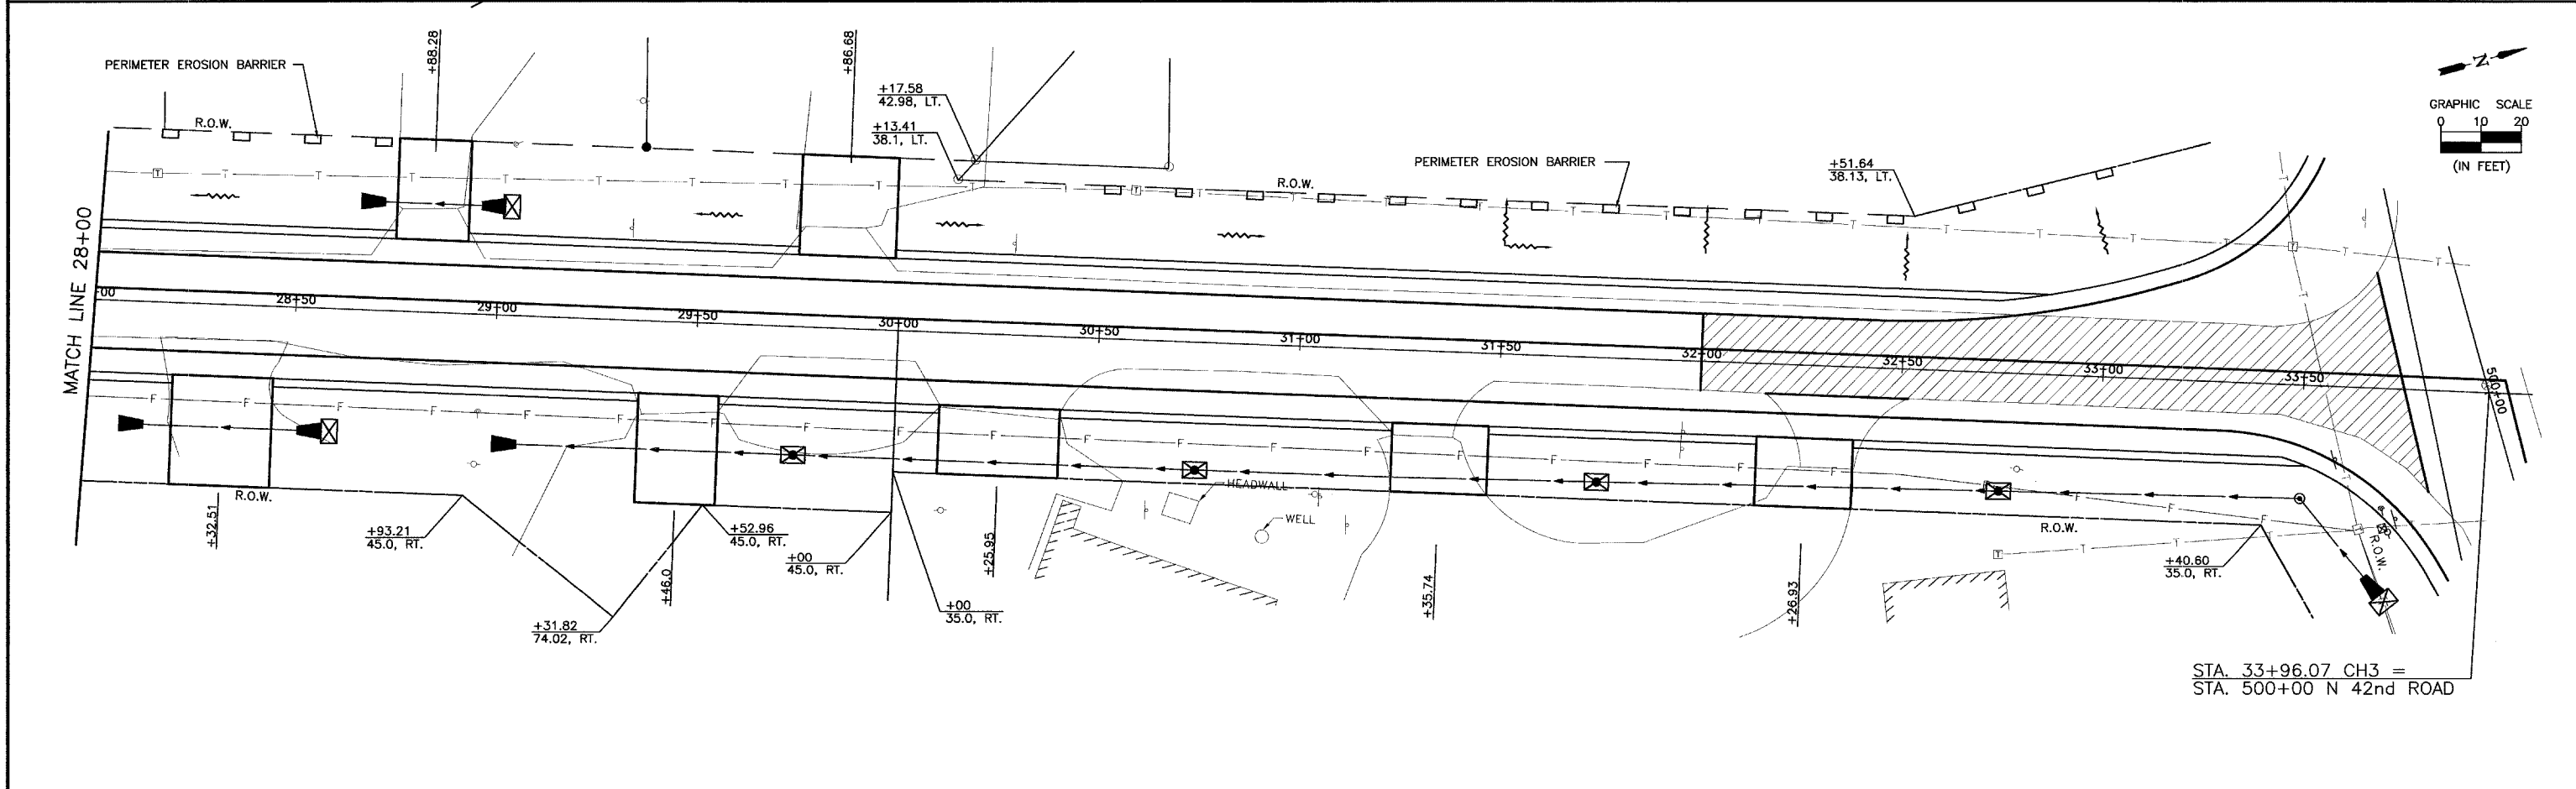 +88.28
+86.68
PERIMETER EROSION BARRIER
R.O.W.
+17.58
42.98, LT.
+13.41
38.1, LT.
PERIMETER EROSION BARRIER
R.O.W.
+51.64
38.13, LT.
N
GRAPHIC SCALE
0 10 20
(IN FEET)
T T T T T T T T T
MATCH LINE 28+00
+00
28+50
29+00
29+50
30+00
30+50
31+00
31+50
32+00
32+50
33+00
33+50
500+00
F F F F F F F F F F
R.O.W.
+32.51
+93.21
45.0, RT.
+31.82
74.02, RT.
+46.0
+52.96
45.0, RT.
+00
45.0, RT.
+00
35.0, RT.
+25.95
HEADWALL
WELL
+35.74
+26.93
R.O.W.
+40.60
35.0, RT.
R.O.W.
STA. 33+96.07 CH3 =
STA. 500+00 N 42nd ROAD